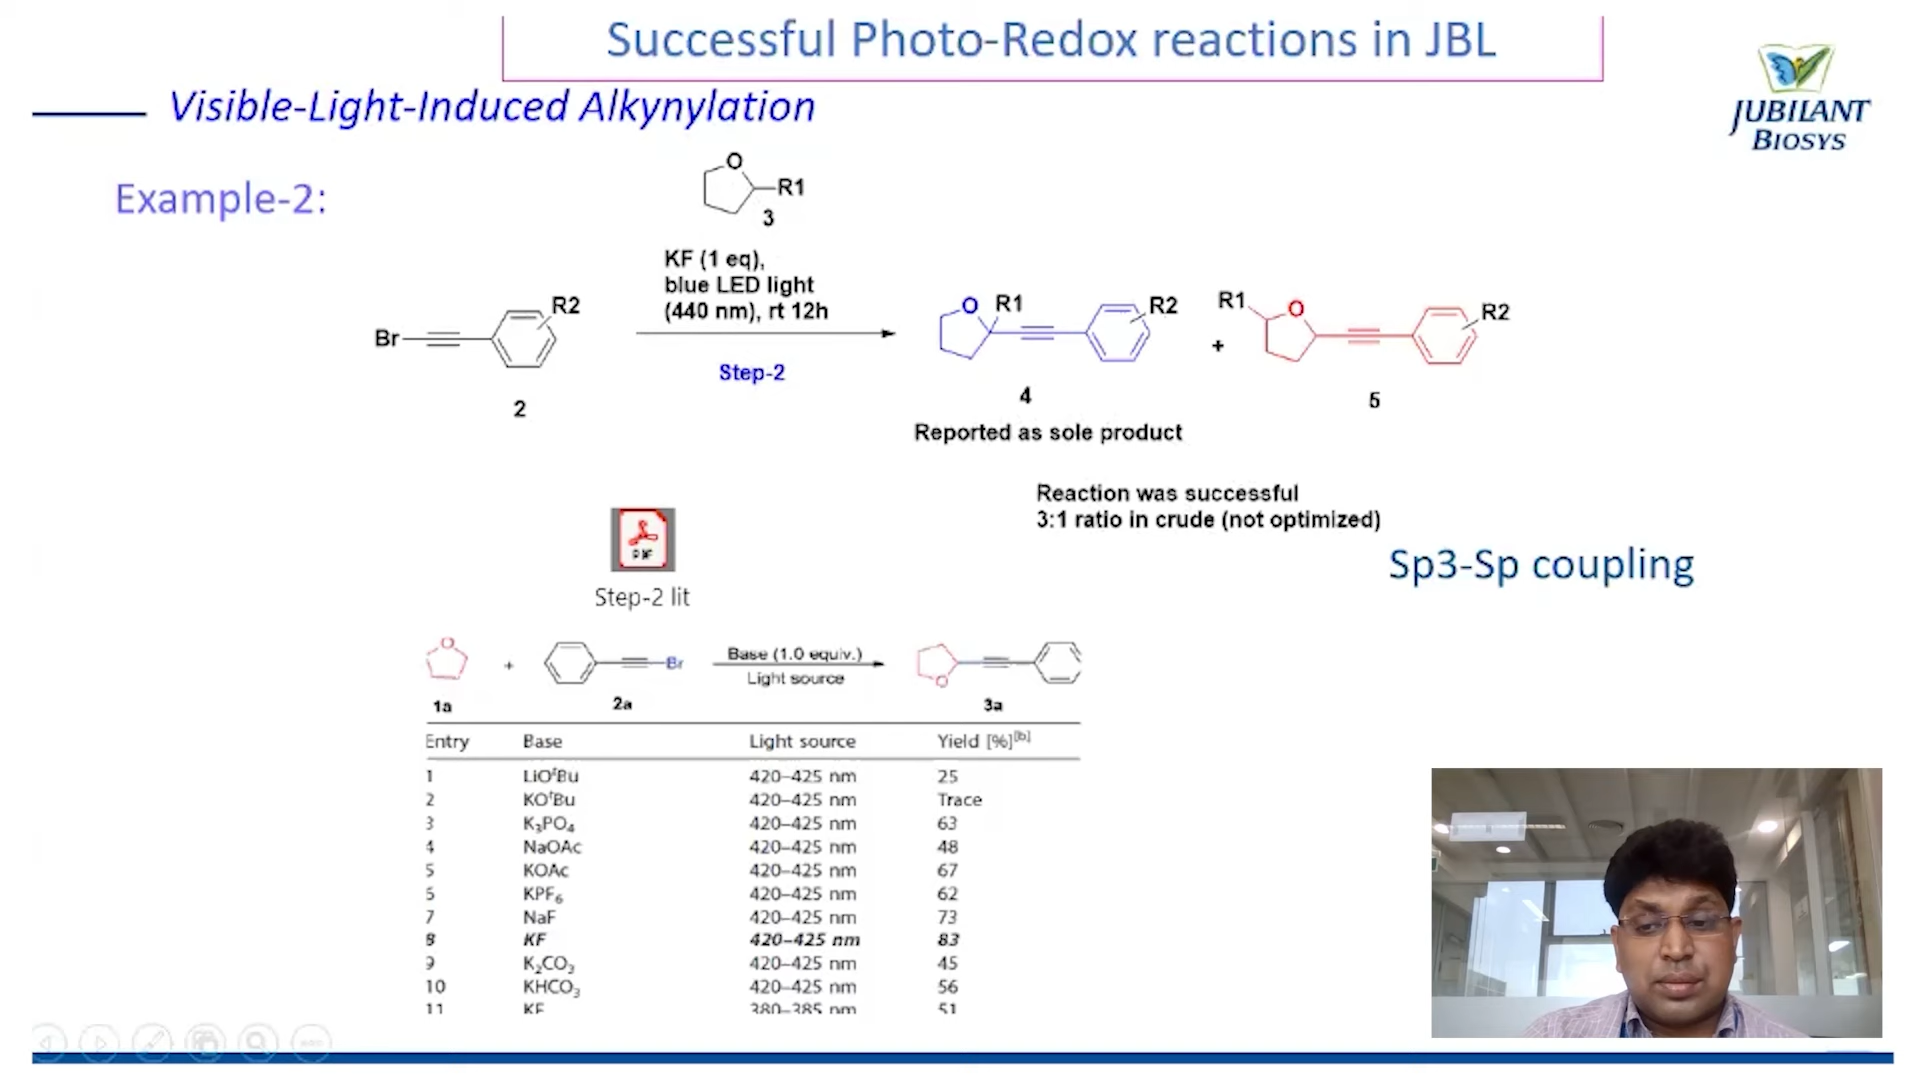 Successful Photo-Redox reactions in JBL
JUBILANT
BIOSYS
Visible-Light-Induced Alkynylation
Example-2:
O
R1
3
KF (1 eq),
blue LED light
(440 nm), rt 12h
Step-2
Br
R2
2
O R1
R2
4
Reported as sole product
+
R1 O
R2
5
Reaction was successful
3:1 ratio in crude (not optimized)
Sp3-Sp coupling
PDF
Step-2 lit
O
1a
+
Br
2a
Base (1.0 equiv.)
Light source
O
3a
Entry Base Light source Yield [%][b]
1 LiOtBu 420–425 nm 25
2 KOtBu 420–425 nm Trace
3 K3PO4 420–425 nm 63
4 NaOAc 420–425 nm 48
5 KOAc 420–425 nm 67
6 KPF6 420–425 nm 62
7 NaF 420–425 nm 73
8 KF 420–425 nm 83
9 K2CO3 420–425 nm 45
10 KHCO3 420–425 nm 56
11 KF 380–385 nm 51